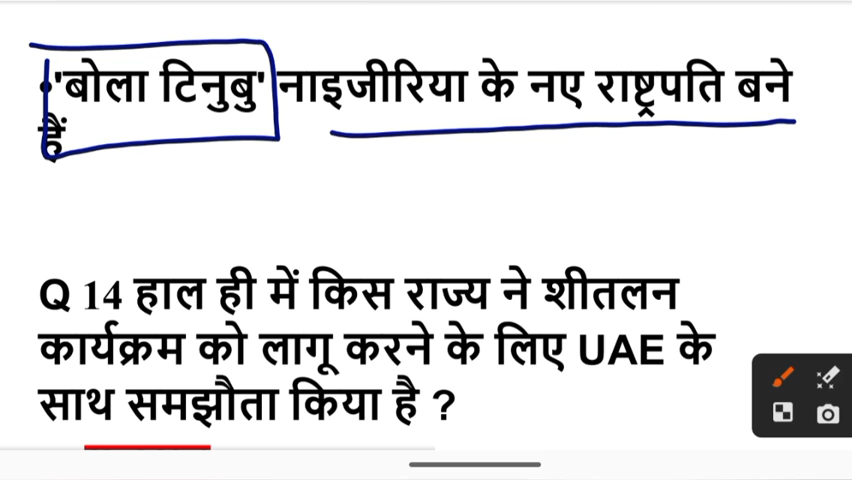 •'बोला टिनुबु' नाइजीरिया के नए राष्ट्रपति बने
हैं
Q 14 हाल ही में किस राज्य ने शीतलन
कार्यक्रम को लागू करने के लिए UAE के
साथ समझौता किया है ?